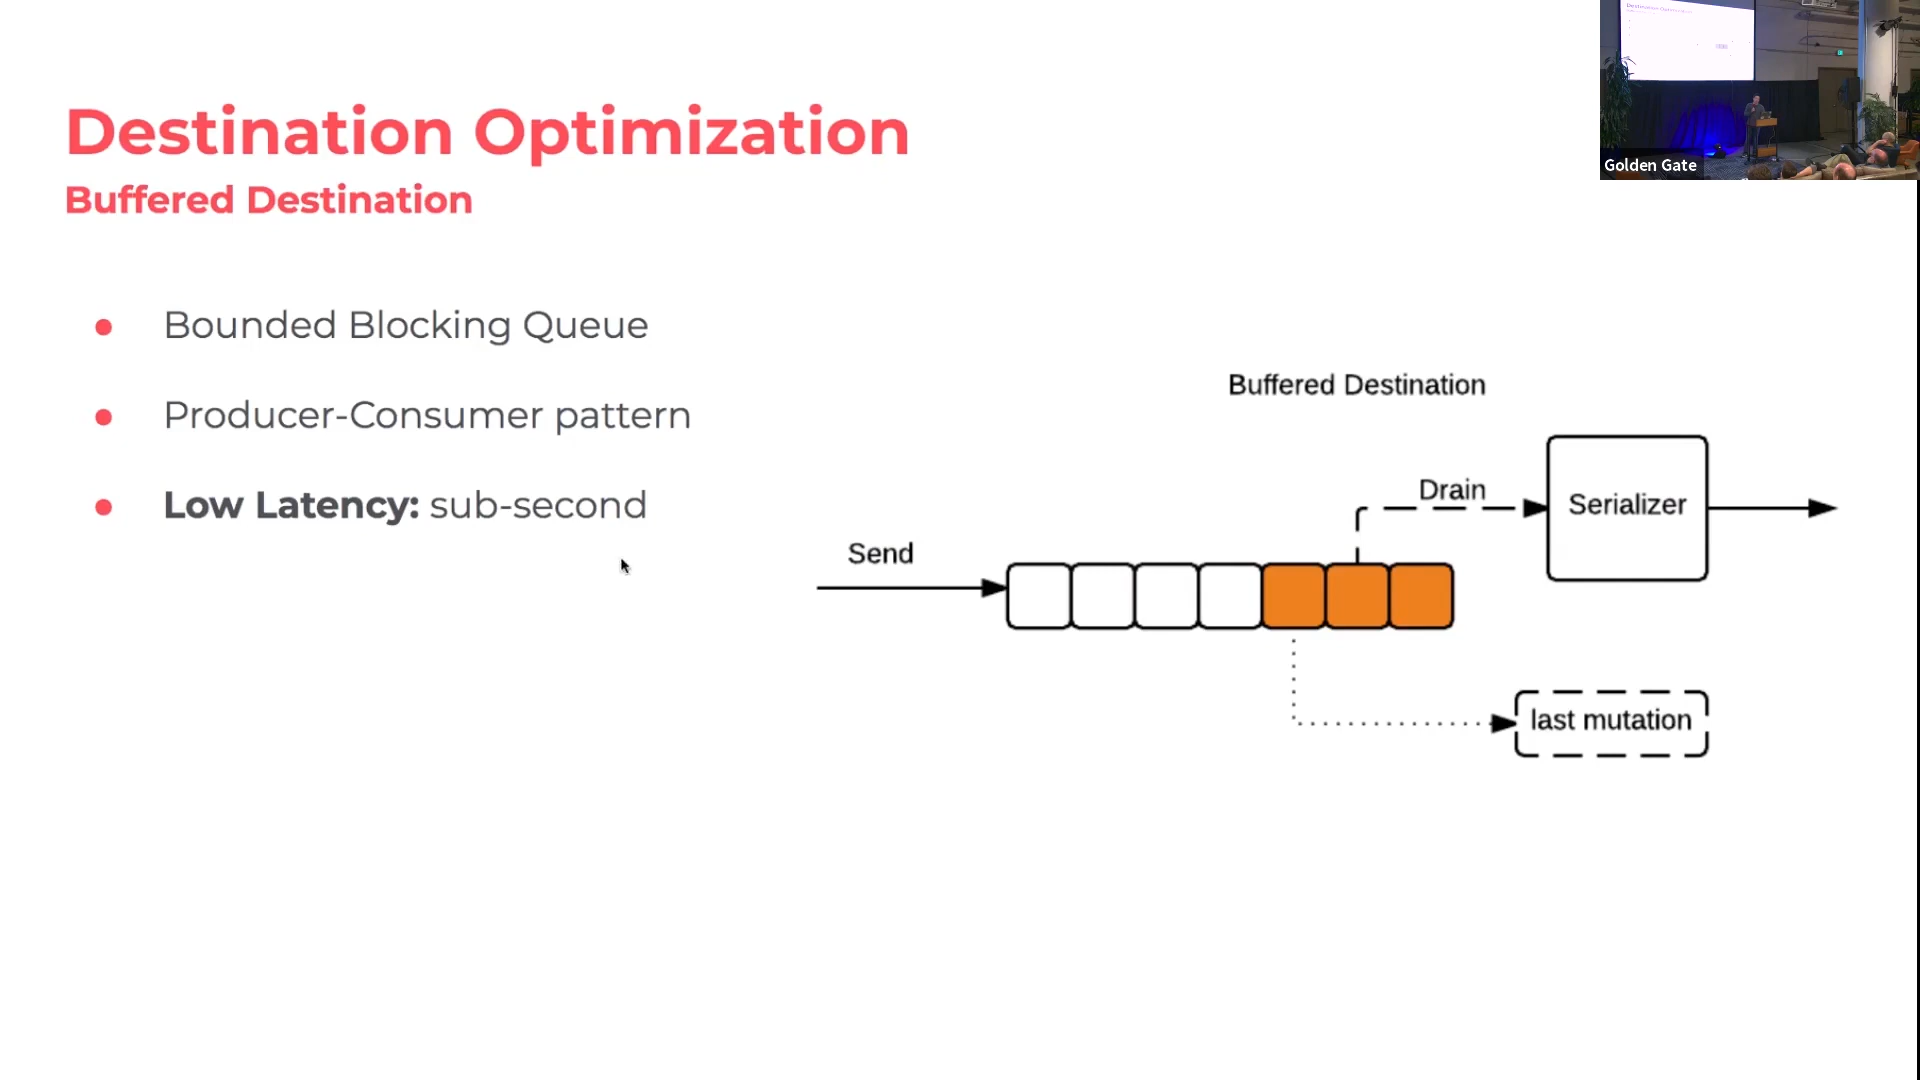 Destination Optimization
Buffered Destination
Bounded Blocking Queue
Producer-Consumer pattern
Low Latency: sub-second
Buffered Destination
Send
Drain
Serializer
last mutation
Golden Gate